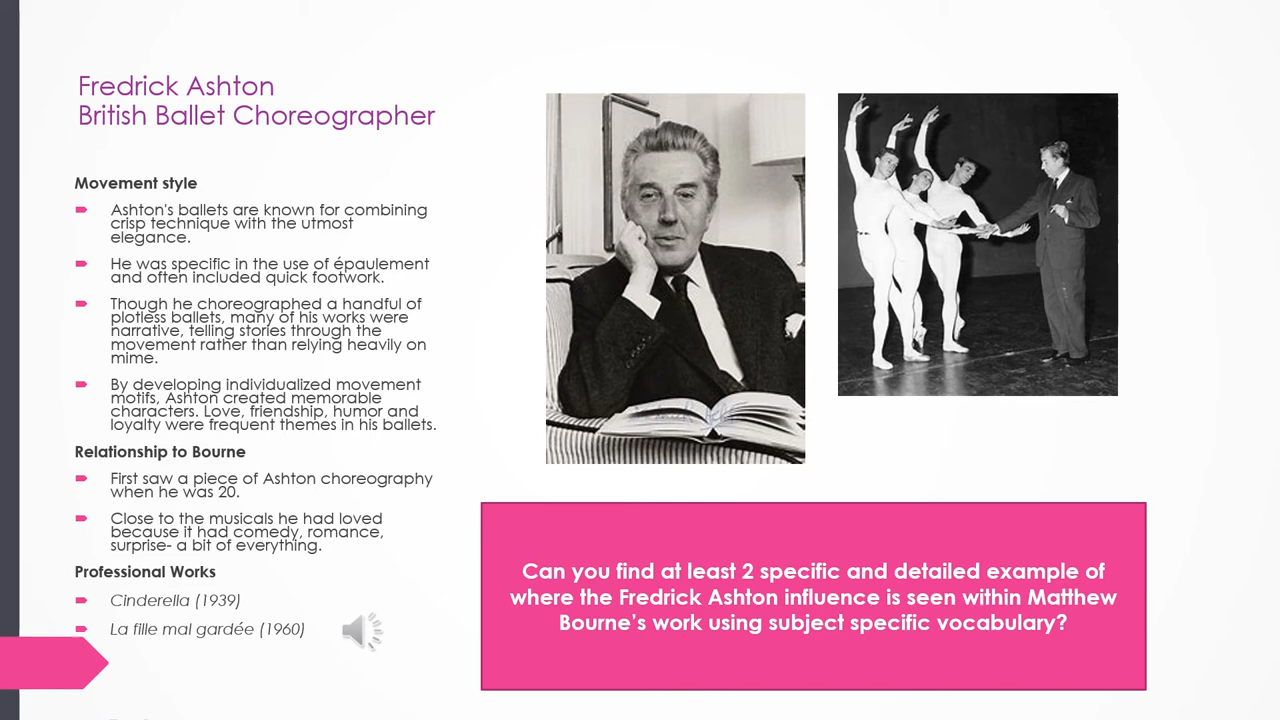 Fredrick Ashton
British Ballet Choreographer
Movement style
Ashton's ballets are known for combining
crisp technique with the utmost
elegance.
He was specific in the use of épaulement
and often included quick footwork.
Though he choreographed a handful of
plotless ballets, many of his works were
narrative, telling stories through the
movement rather than relying heavily on
mime.
By developing individualized movement
motifs, Ashton created memorable
characters. Love, friendship, humor and
loyalty were frequent themes in his ballets.
Relationship to Bourne
First saw a piece of Ashton choreography
when he was 20.
Close to the musicals he had loved
because it had comedy, romance,
surprise- a bit of everything.
Professional Works
Cinderella (1939)
La fille mal gardée (1960)
Can you find at least 2 specific and detailed example of
where the Fredrick Ashton influence is seen within Matthew
Bourne's work using subject specific vocabulary?